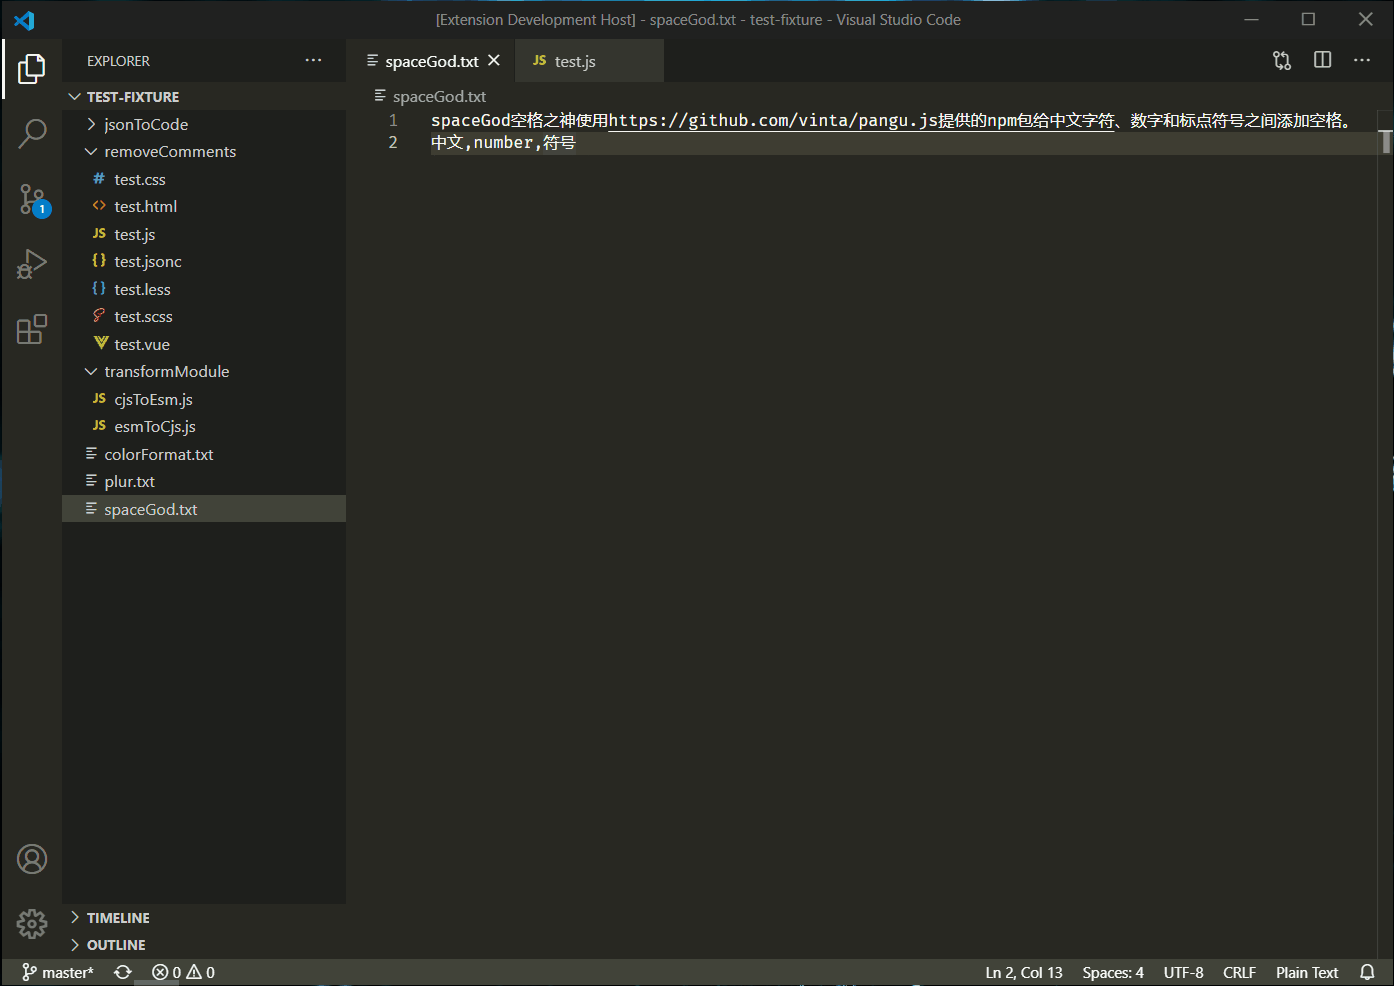 [Extension Development Host] - spaceGod.txt - test-fixture - Visual Studio Code
EXPLORER
TEST-FIXTURE
jsonToCode
removeComments
# test.css
<> test.html
JS test.js
{} test.jsonc
{} test.less
test.scss
test.vue
transformModule
JS cjsToEsm.js
JS esmToCjs.js
colorFormat.txt
plur.txt
spaceGod.txt
TIMELINE
OUTLINE
1
spaceGod.txt
JS test.js
spaceGod.txt
1 spaceGod空格之神使用https://github.com/vinta/pangu.js提供的npm包给中文字符、数字和标点符号之间添加空格。
2 中文,number,符号
master* 0 0 Ln 2, Col 13 Spaces: 4 UTF-8 CRLF Plain Text